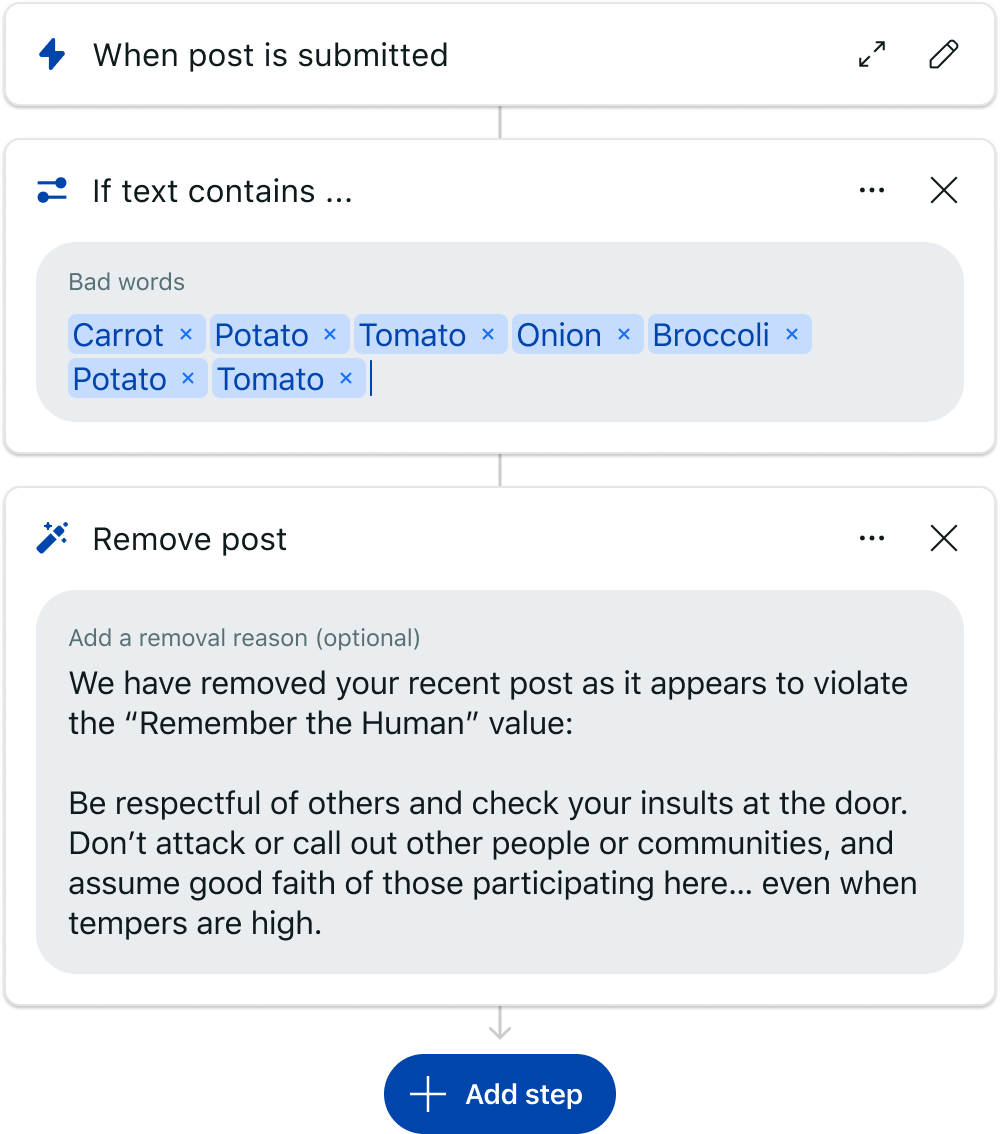 When post is submitted
If text contains ...
Bad words
Carrot × Potato × Tomato × Onion × Broccoli ×
Potato × Tomato ×
Remove post
Add a removal reason (optional)
We have removed your recent post as it appears to violate
the “Remember the Human” value:
Be respectful of others and check your insults at the door.
Don’t attack or call out other people or communities, and
assume good faith of those participating here... even when
tempers are high.
Add step